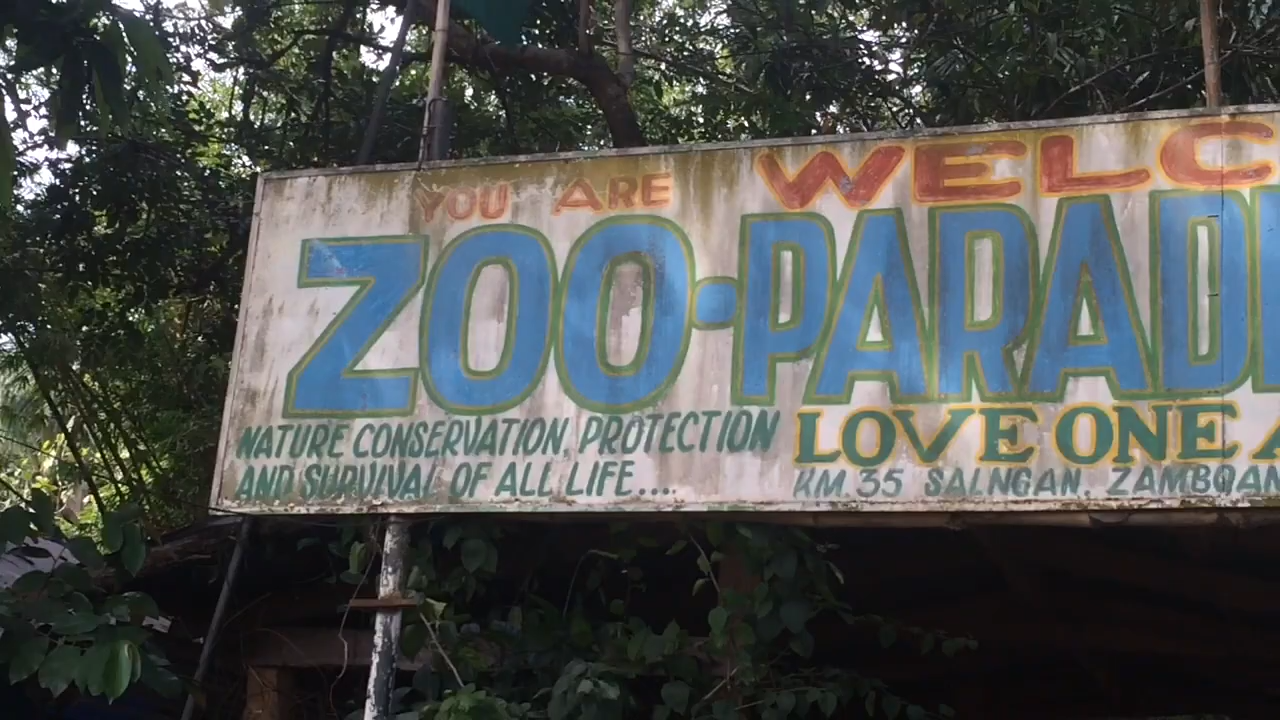 YOU ARE WELC
ZOO-PARADI
NATURE CONSERVATION, PROTECTION
AND SURVIVAL OF ALL LIFE....
LOVE ONE A
KM.35 SALNGAN, ZAMBOAN